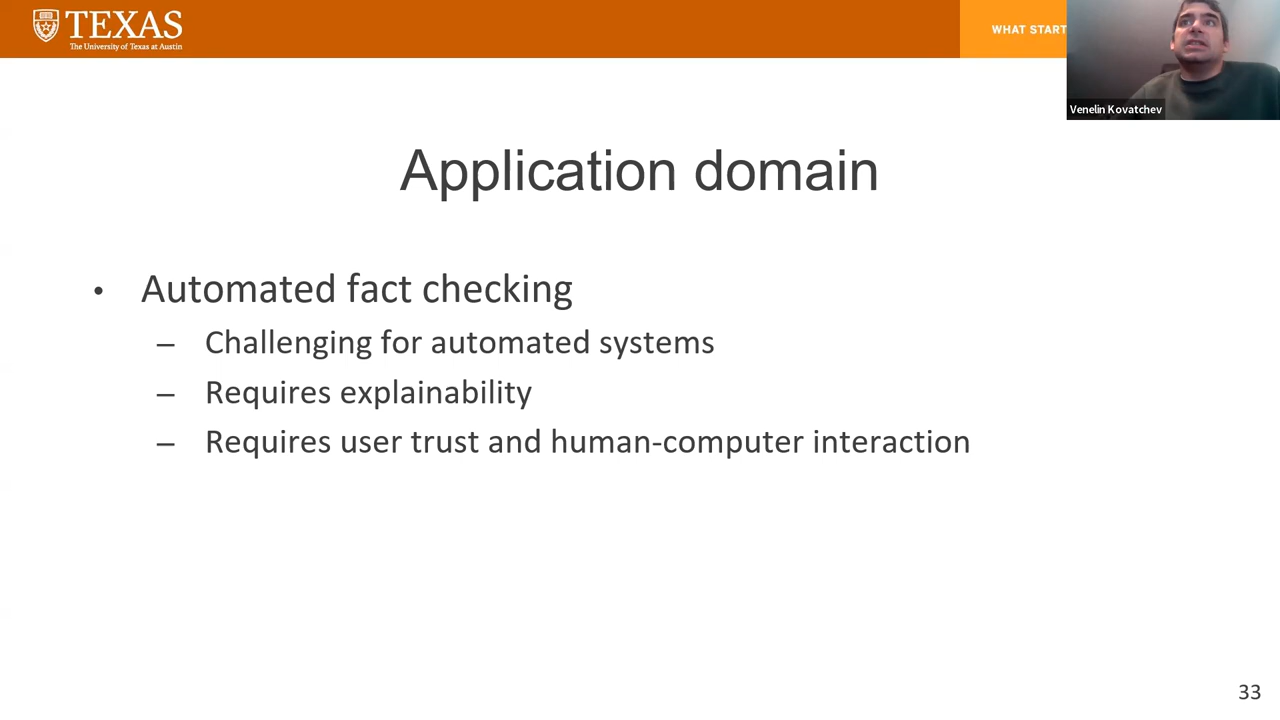 TEXAS
The University of Texas at Austin
WHAT START
Venelin Kovatchev
Application domain
• Automated fact checking
– Challenging for automated systems
– Requires explainability
– Requires user trust and human-computer interaction
33